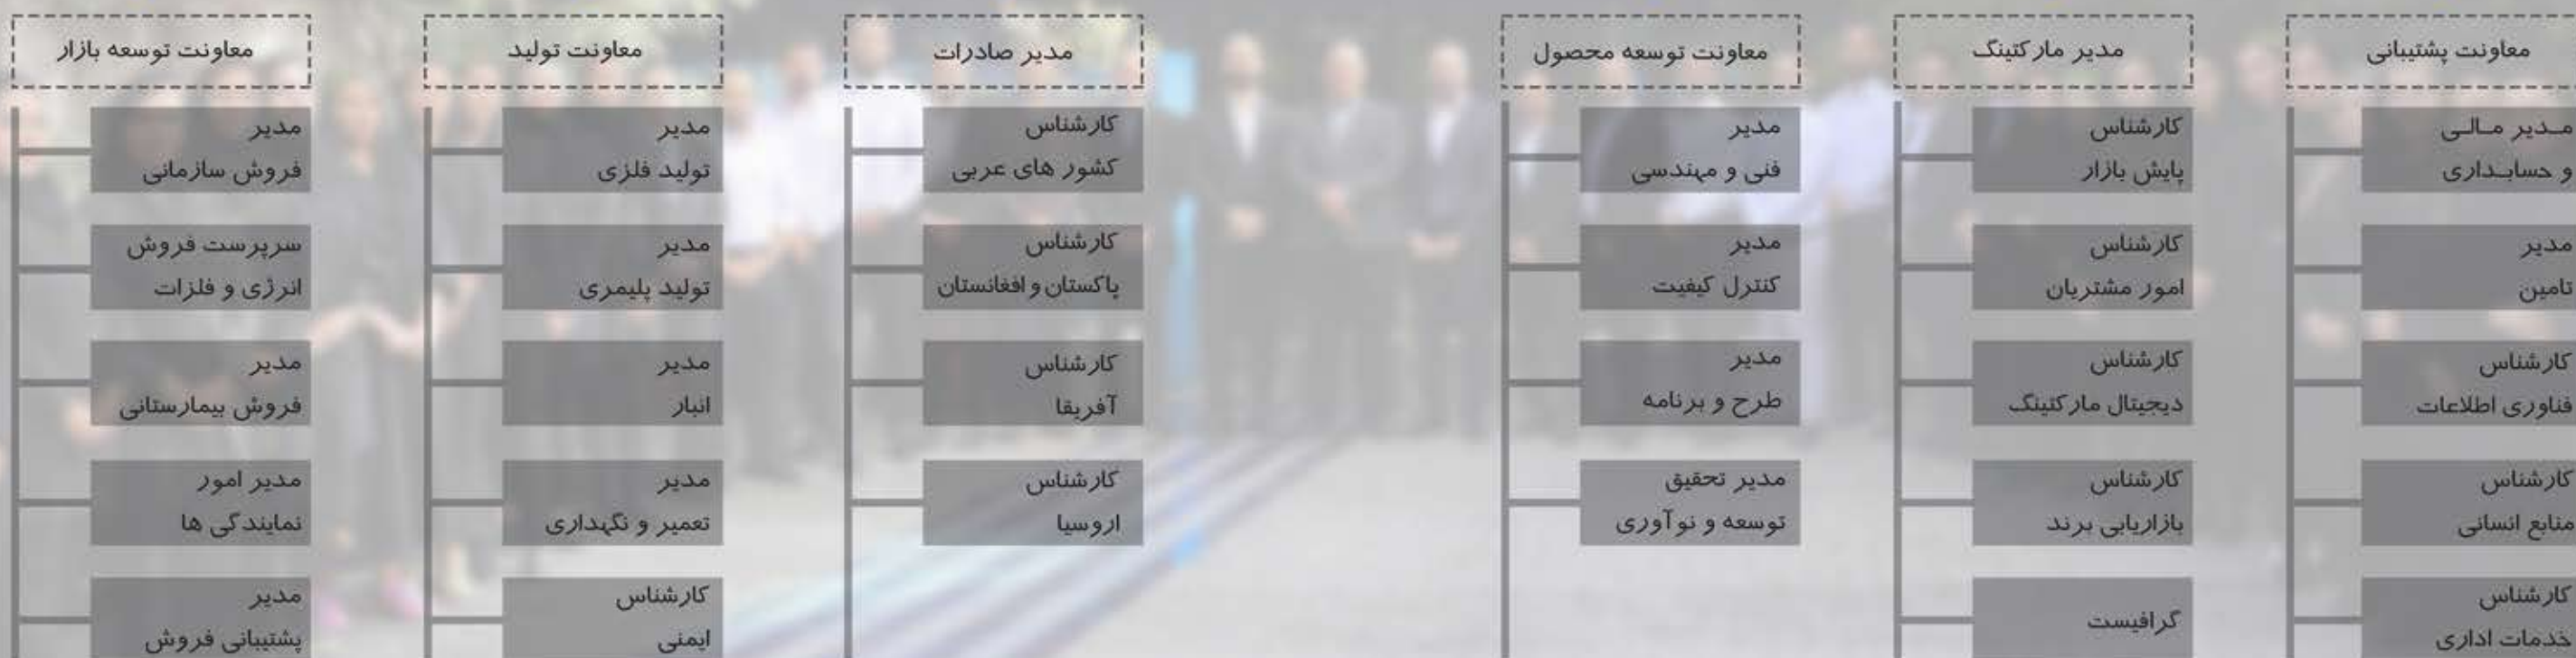 معاونت پشتیبانی
مـدیر مـالـی
و حسابـداری
مدیر
تامین
کارشناس
فناوری اطلاعات
کارشناس
منابع انسانی
کارشناس
خدمات اداری
مدیر مارکتینگ
کارشناس
پایش بازار
کارشناس
امور مشتریان
کارشناس
دیجیتال مارکتینگ
کارشناس
بازاریابی برند
گرافیست
معاونت توسعه محصول
مدیر
فنی و مهندسی
مدیر
کنترل کیفیت
مدیر
طرح و برنامه
مدیر تحقیق
توسعه و نوآوری
مدیر صادرات
کارشناس
کشور های عربی
کارشناس
پاکستان و افغانستان
کارشناس
آفریقا
کارشناس
اروسیا
معاونت تولید
مدیر
تولید فلزی
مدیر
تولید پلیمری
مدیر
انبار
مدیر
تعمیر و نگهداری
کارشناس
ایمنی
معاونت توسعه بازار
مدیر
فروش سازمانی
سرپرست فروش
انرژی و فلزات
مدیر
فروش بیمارستانی
مدیر امور
نمایندگی ها
مدیر
پشتیبانی فروش